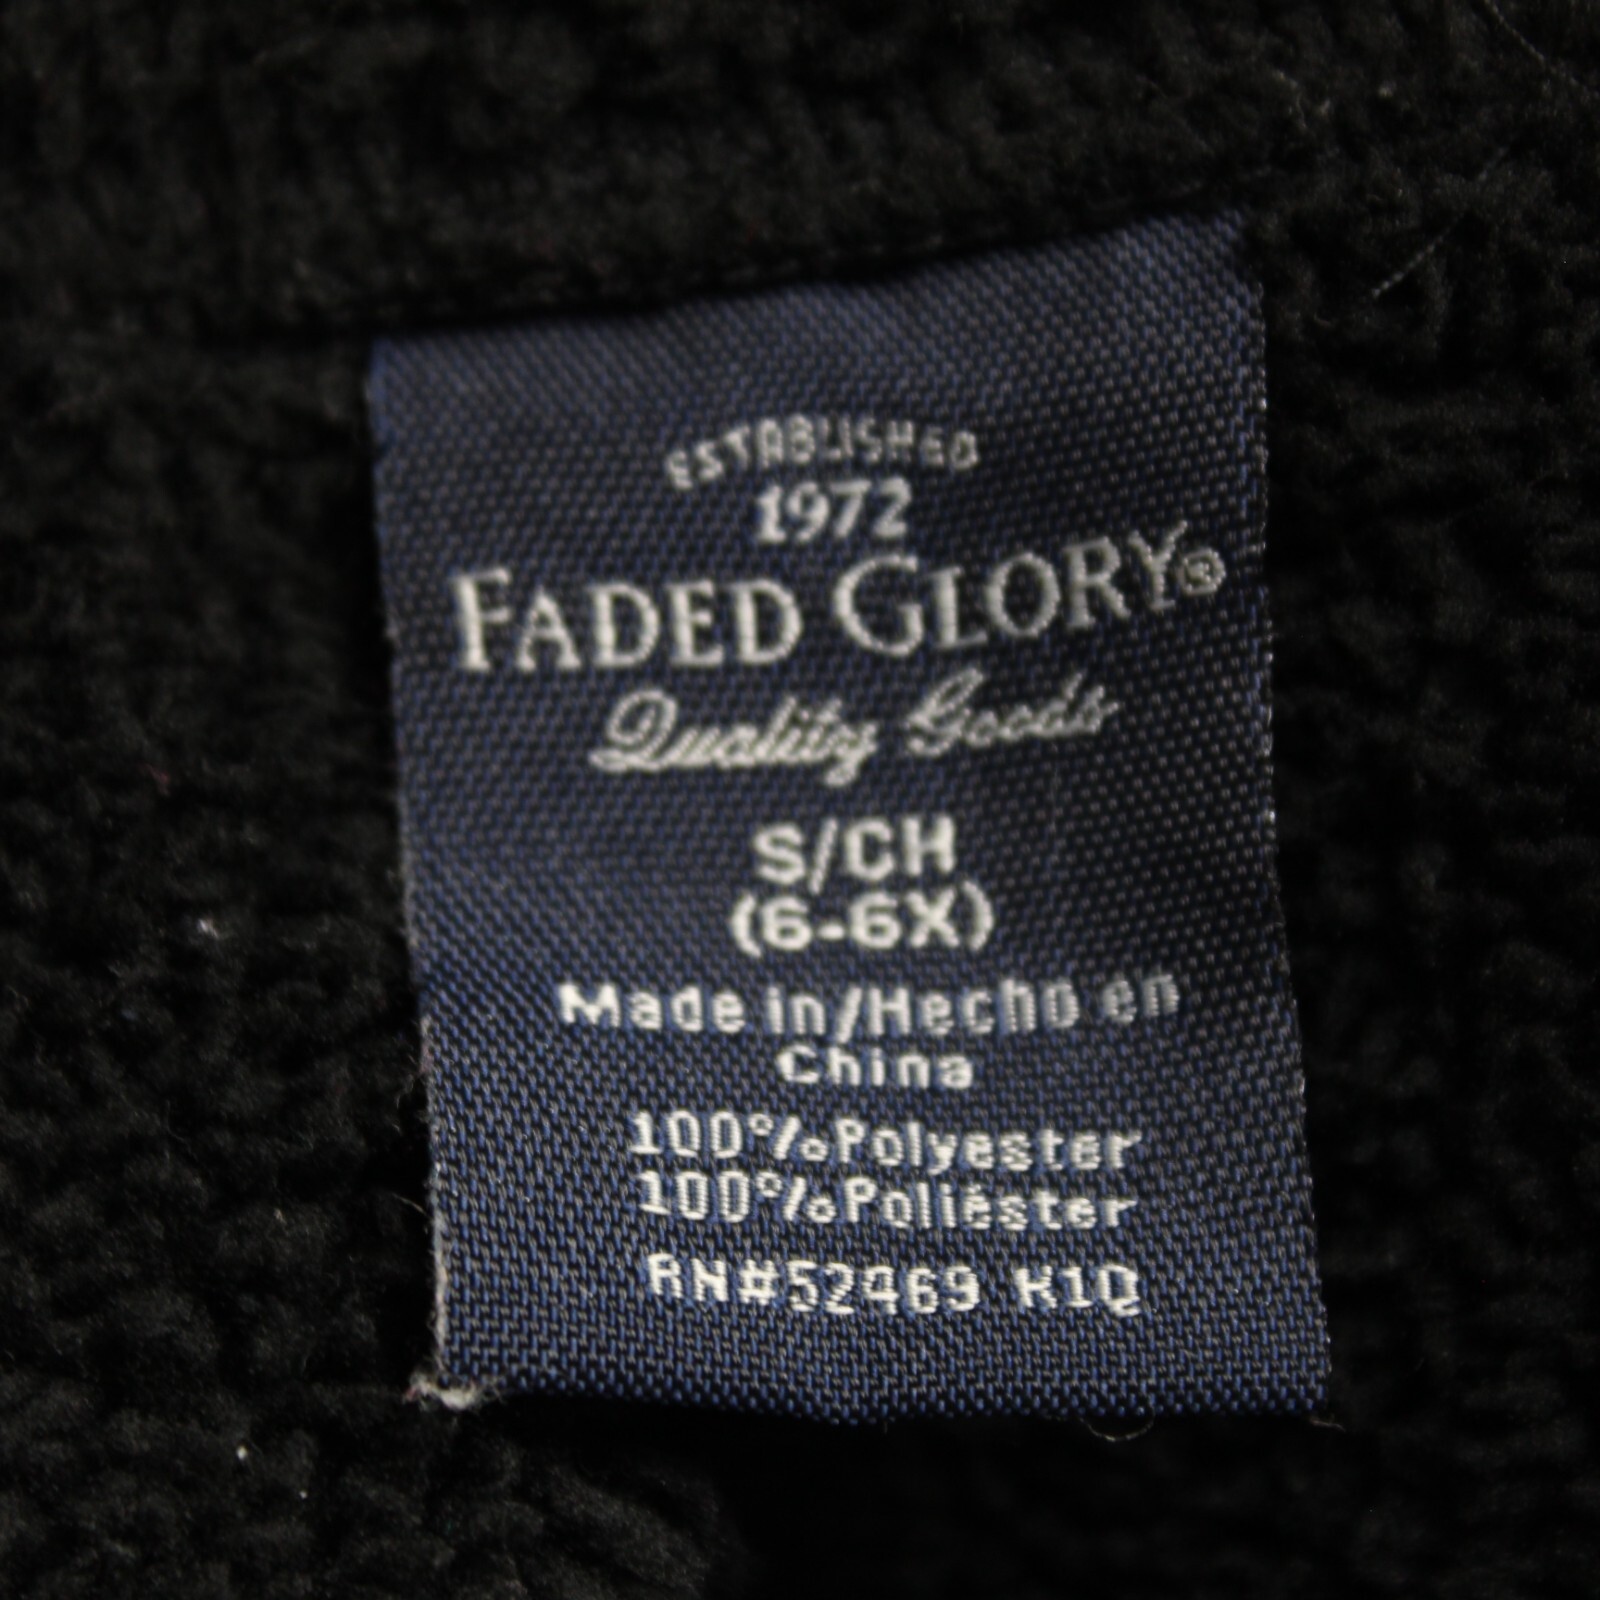 ESTABLISHED
1972
FADED GLORY®
Quality Goods
S/CH
(6-6X)
Made in/Hecho en
China
100%Polyester
100%Poliéster
RN#52469 K1Q